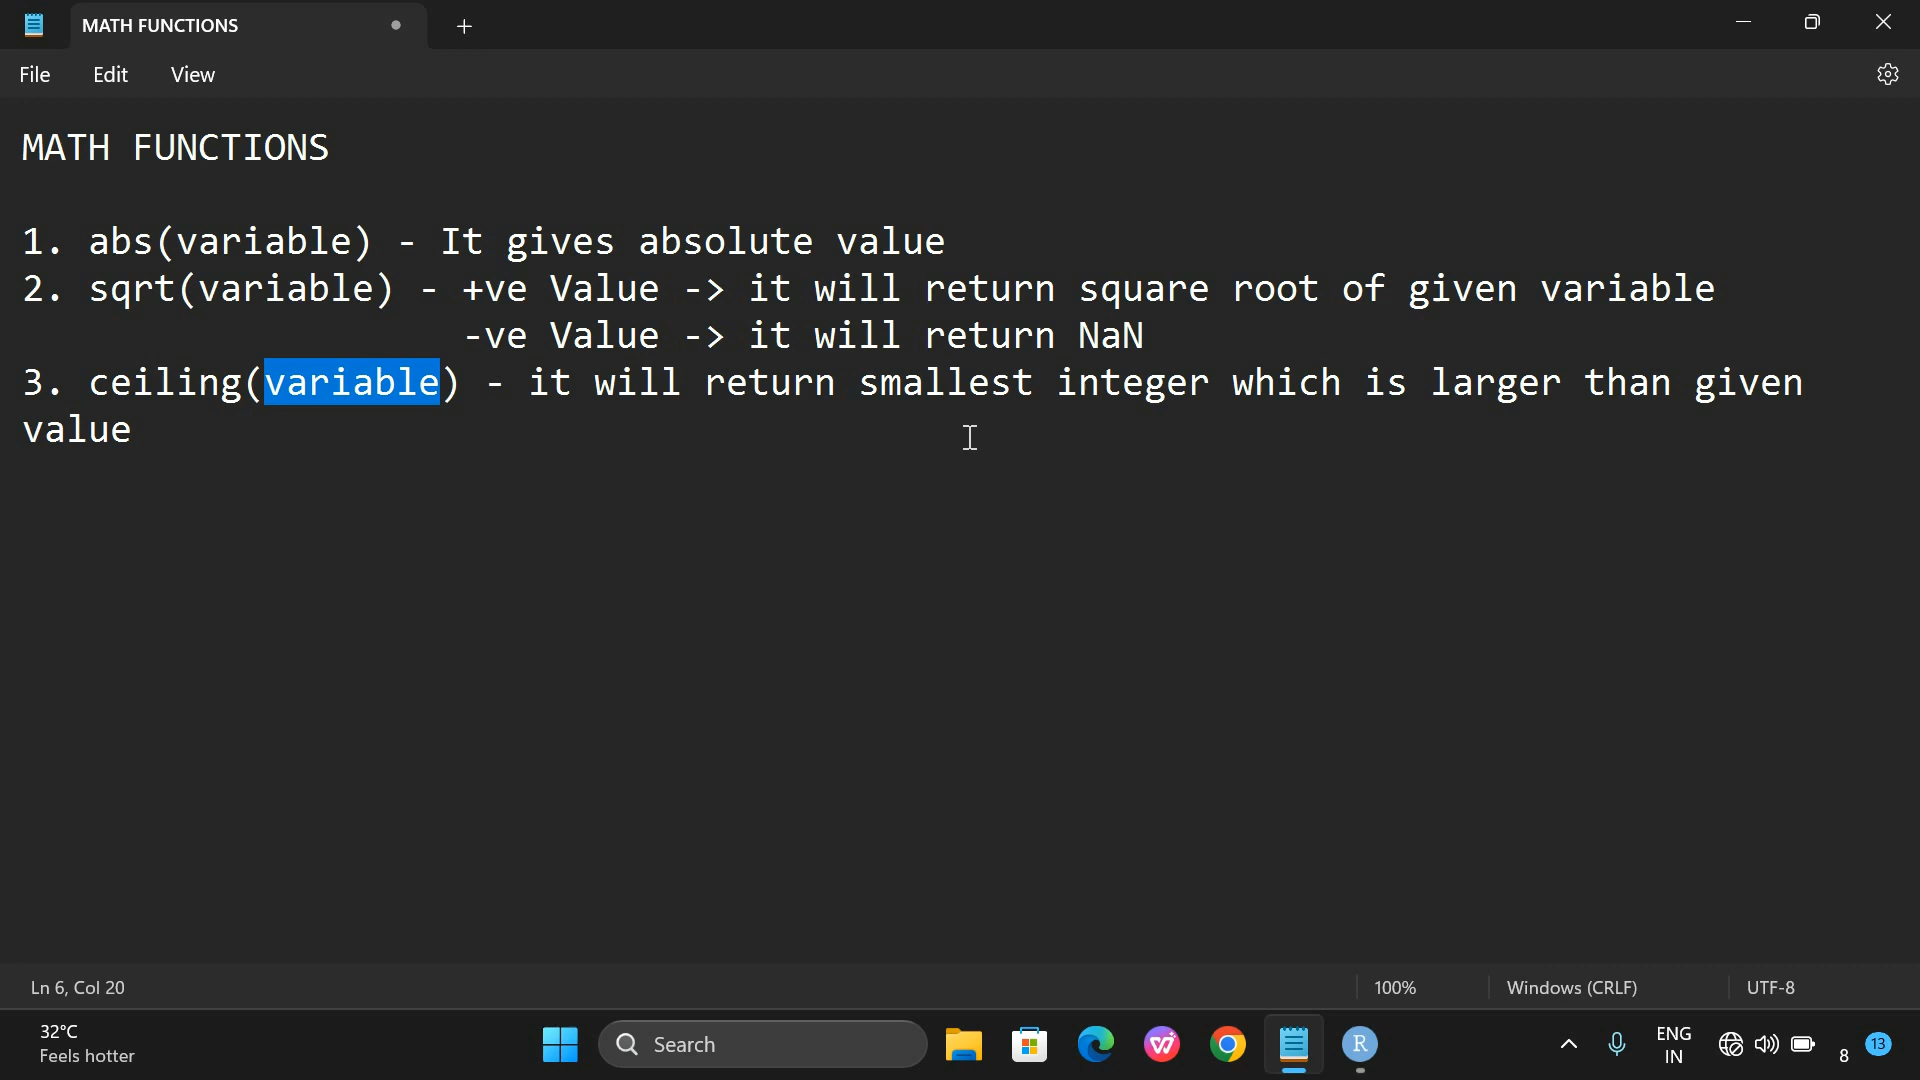 MATH FUNCTIONS
File Edit View
MATH FUNCTIONS
1. abs(variable) - It gives absolute value
2. sqrt(variable) - +ve Value -> it will return square root of given variable
-ve Value -> it will return NaN
3. ceiling(variable) - it will return smallest integer which is larger than given
value
Ln 6, Col 20 100% Windows (CRLF) UTF-8
32°C
Feels hotter
Search
R
ENG
IN
8
13